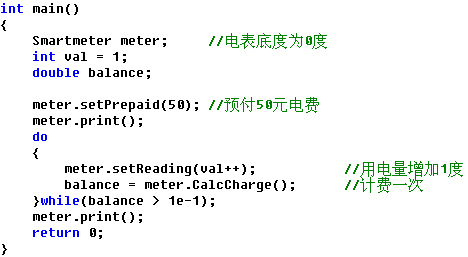 int main()
{
    Smartmeter meter;     //电表底度为0度
    int val = 1;
    double balance;

    meter.setPrepaid(50); //预付50元电费
    meter.print();
    do
    {
        meter.setReading(val++);           //用电量增加1度
        balance = meter.CalcCharge();      //计费一次
    }while(balance > 1e-1);
    meter.print();
    return 0;
}